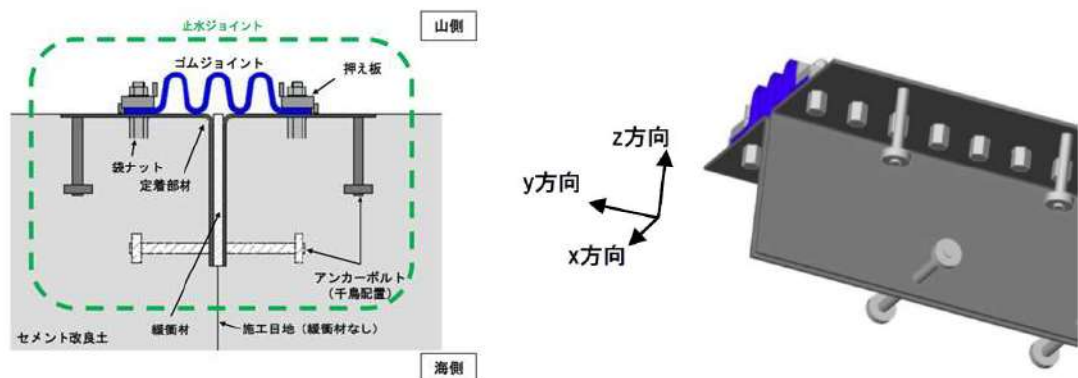 止水ジョイント
山側
ゴムジョイント
押え板
袋ナット
定着部材
アンカーボルト
(千鳥配置)
緩衝材
施工目地(緩衝材なし)
セメント改良土
海側
z方向
y方向
x方向